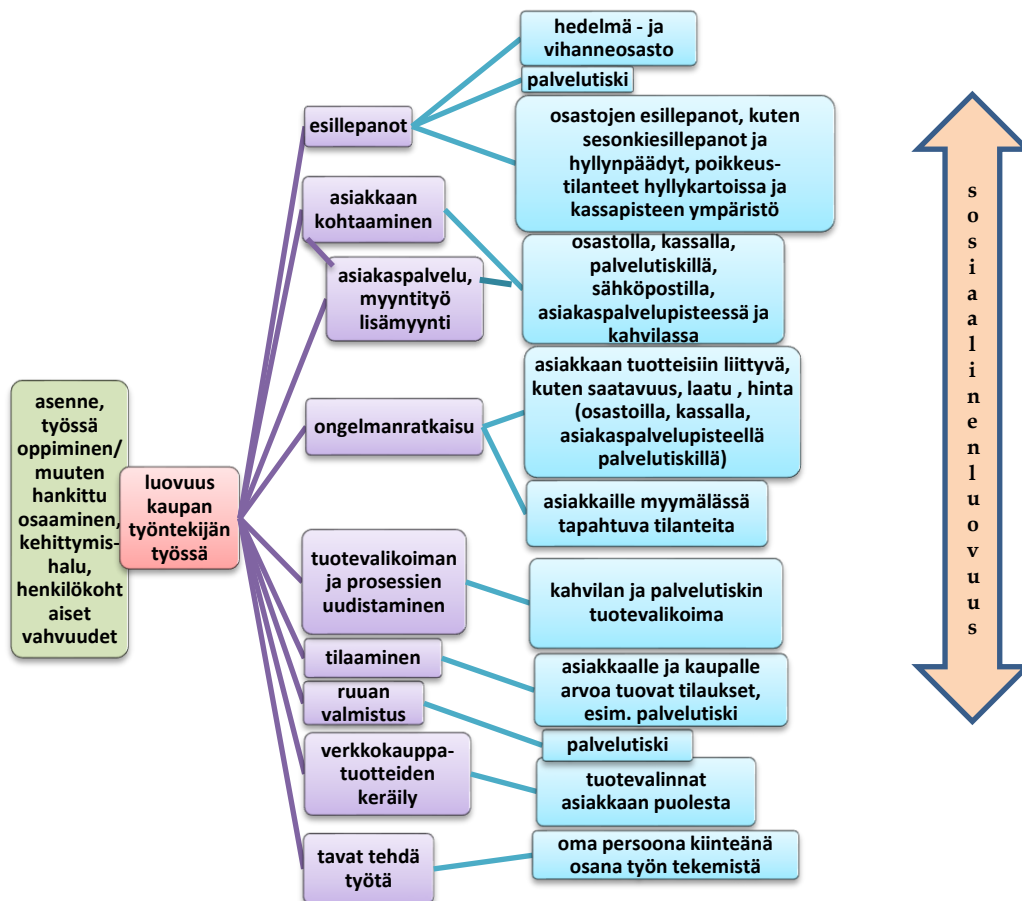 hedelmä - ja
vihanneosasto
palvelutiski
esillepanot
osastojen esillepanot, kuten
sesonkiesillepanot ja
hyllynpäädyt, poikkeus-
tilanteet hyllykartoissa ja
kassapisteen ympäristö
asiakkaan
kohtaaminen
asiakaspalvelu,
myyntityö
lisämyynti
osastolla, kassalla,
palvelutiskillä,
sähköpostilla,
asiakaspalvelupisteessä ja
kahvilassa
asenne,
työssä
oppiminen/
muuten
hankittu
osaaminen,
kehittymis-
halu,
henkilökoht
aiset
vahvuudet
luovuus
kaupan
työntekijän
työssä
ongelmanratkaisu
asiakkaan tuotteisiin liittyvä,
kuten saatavuus, laatu , hinta
(osastoilla, kassalla,
asiakaspalvelupisteellä
palvelutiskillä)
asiakkaille myymälässä
tapahtuva tilanteita
tuotevalikoiman
ja prosessien
uudistaminen
kahvilan ja palvelutiskin
tuotevalikoima
tilaaminen
asiakkaalle ja kaupalle
arvoa tuovat tilaukset,
esim. palvelutiski
ruuan
valmistus
palvelutiski
verkkokauppa-
tuotteiden
keräily
tuotevalinnat
asiakkaan puolesta
tavat tehdä
työtä
oma persoona kiinteänä
osana työn tekemistä
sosiaalinenluovuus